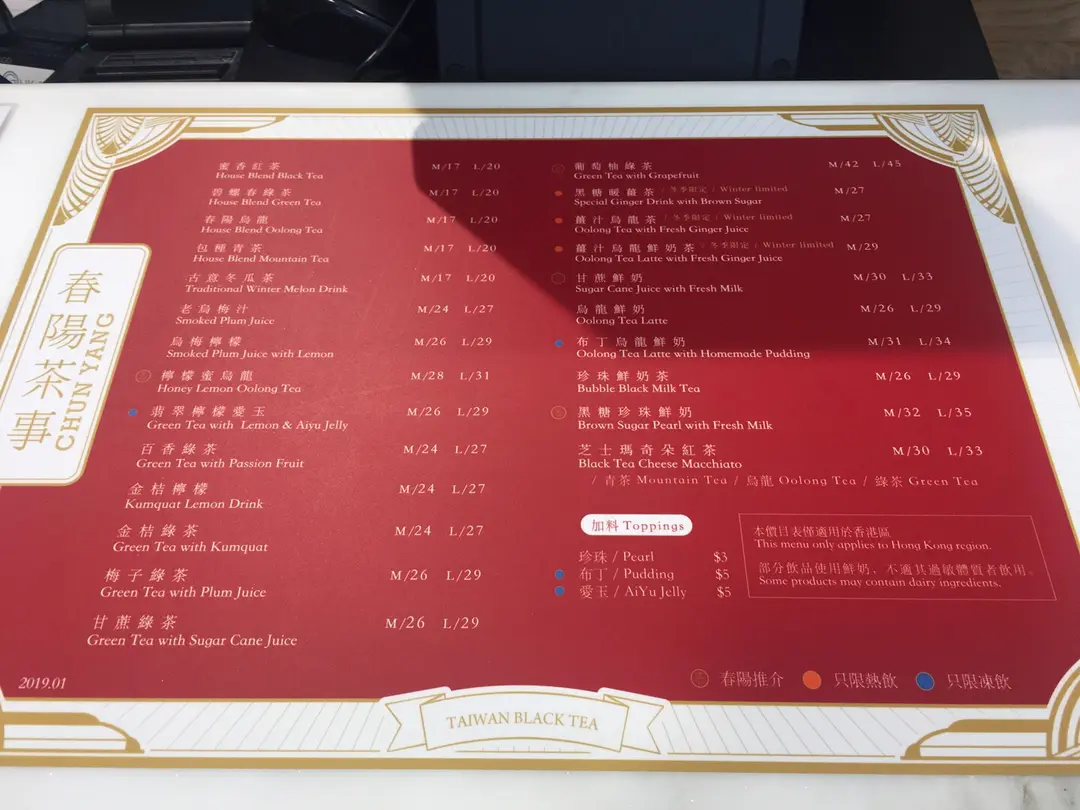 春陽茶事
CHUN YANG
蜜香紅茶 M/17 L/20
House Blend Black Tea
碧螺春綠茶 M/17 L/20
House Blend Green Tea
春陽烏龍 M/17 L/20
House Blend Oolong Tea
包種青茶 M/17 L/20
House Blend Mountain Tea
古意冬瓜茶 M/17 L/20
Traditional Winter Melon Drink
老烏梅汁 M/24 L/27
Smoked Plum Juice
烏梅檸檬 M/26 L/29
Smoked Plum Juice with Lemon
檸檬蜜烏龍 M/28 L/31
Honey Lemon Oolong Tea
翡翠檸檬愛玉 M/26 L/29
Green Tea with Lemon & Aiyu Jelly
百香綠茶 M/24 L/27
Green Tea with Passion Fruit
金桔檸檬 M/24 L/27
Kumquat Lemon Drink
金桔綠茶 M/24 L/27
Green Tea with Kumquat
梅子綠茶 M/26 L/29
Green Tea with Plum Juice
甘蔗綠茶 M/26 L/29
Green Tea with Sugar Cane Juice
2019.01
葡萄柚綠茶 M/42 L/45
Green Tea with Grapefruit
黑糖暖薑茶 / 冬季限定 / Winter limited M/27
Special Ginger Drink with Brown Sugar
薑汁烏龍茶 / 冬季限定 / Winter limited M/27
Oolong Tea with Fresh Ginger Juice
薑汁烏龍鮮奶茶 / 冬季限定 / Winter limited M/29
Oolong Tea Latte with Fresh Ginger Juice
甘蔗鮮奶 M/30 L/33
Sugar Cane Juice with Fresh Milk
烏龍鮮奶 M/26 L/29
Oolong Tea Latte
布丁烏龍鮮奶 M/31 L/34
Oolong Tea Latte with Homemade Pudding
珍珠鮮奶茶 M/26 L/29
Bubble Black Milk Tea
黑糖珍珠鮮奶 M/32 L/35
Brown Sugar Pearl with Fresh Milk
芝士瑪奇朵紅茶 M/30 L/33
Black Tea Cheese Macchiato
/ 青茶 Mountain Tea / 烏龍 Oolong Tea / 綠茶 Green Tea
加料 Toppings
珍珠 / Pearl $3
布丁 / Pudding $5
愛玉 / AiYu Jelly $5
本價目表僅適用於香港區
This menu only applies to Hong Kong region.
部分飲品使用鮮奶，不適其過敏體質者飲用。
Some products may contain dairy ingredients.
春陽推介 只限熱飲 只限凍飲
TAIWAN BLACK TEA